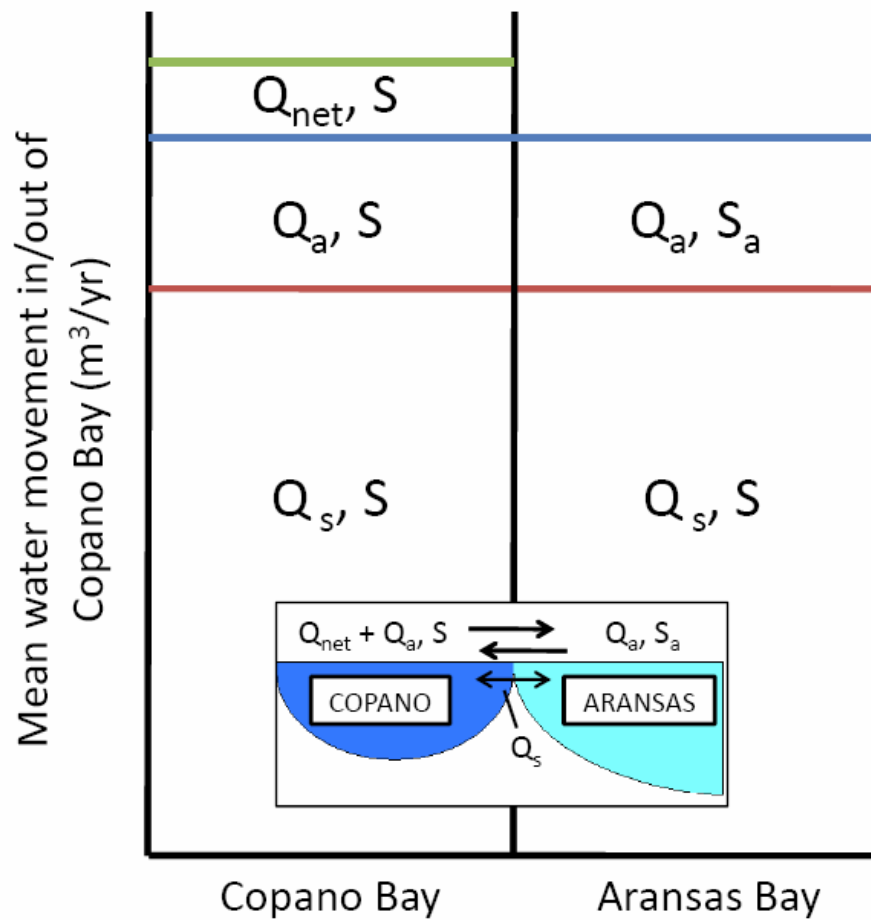 Mean water movement in/out of
Copano Bay (m³/yr)
Qnet, S
Qa, S
Qa, Sa
Qs, S
Qs, S
Qnet + Qa, S
Qa, Sa
COPANO
ARANSAS
Qs
Copano Bay
Aransas Bay